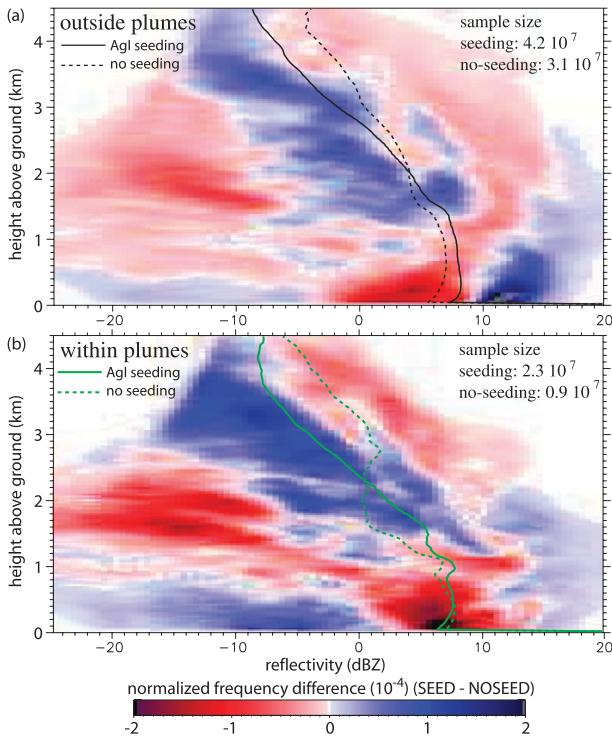 (a)
outside plumes
AgI seeding
no seeding
sample size
seeding: 4.2 10^7
no-seeding: 3.1 10^7
height above ground (km)
4
3
2
1
0
−20 −10 0 10 20
(b)
within plumes
AgI seeding
no seeding
sample size
seeding: 2.3 10^7
no-seeding: 0.9 10^7
height above ground (km)
4
3
2
1
0
−20 −10 0 10 20
reflectivity (dBZ)
normalized frequency difference (10^-4) (SEED - NOSEED)
-2 -1 0 1 2